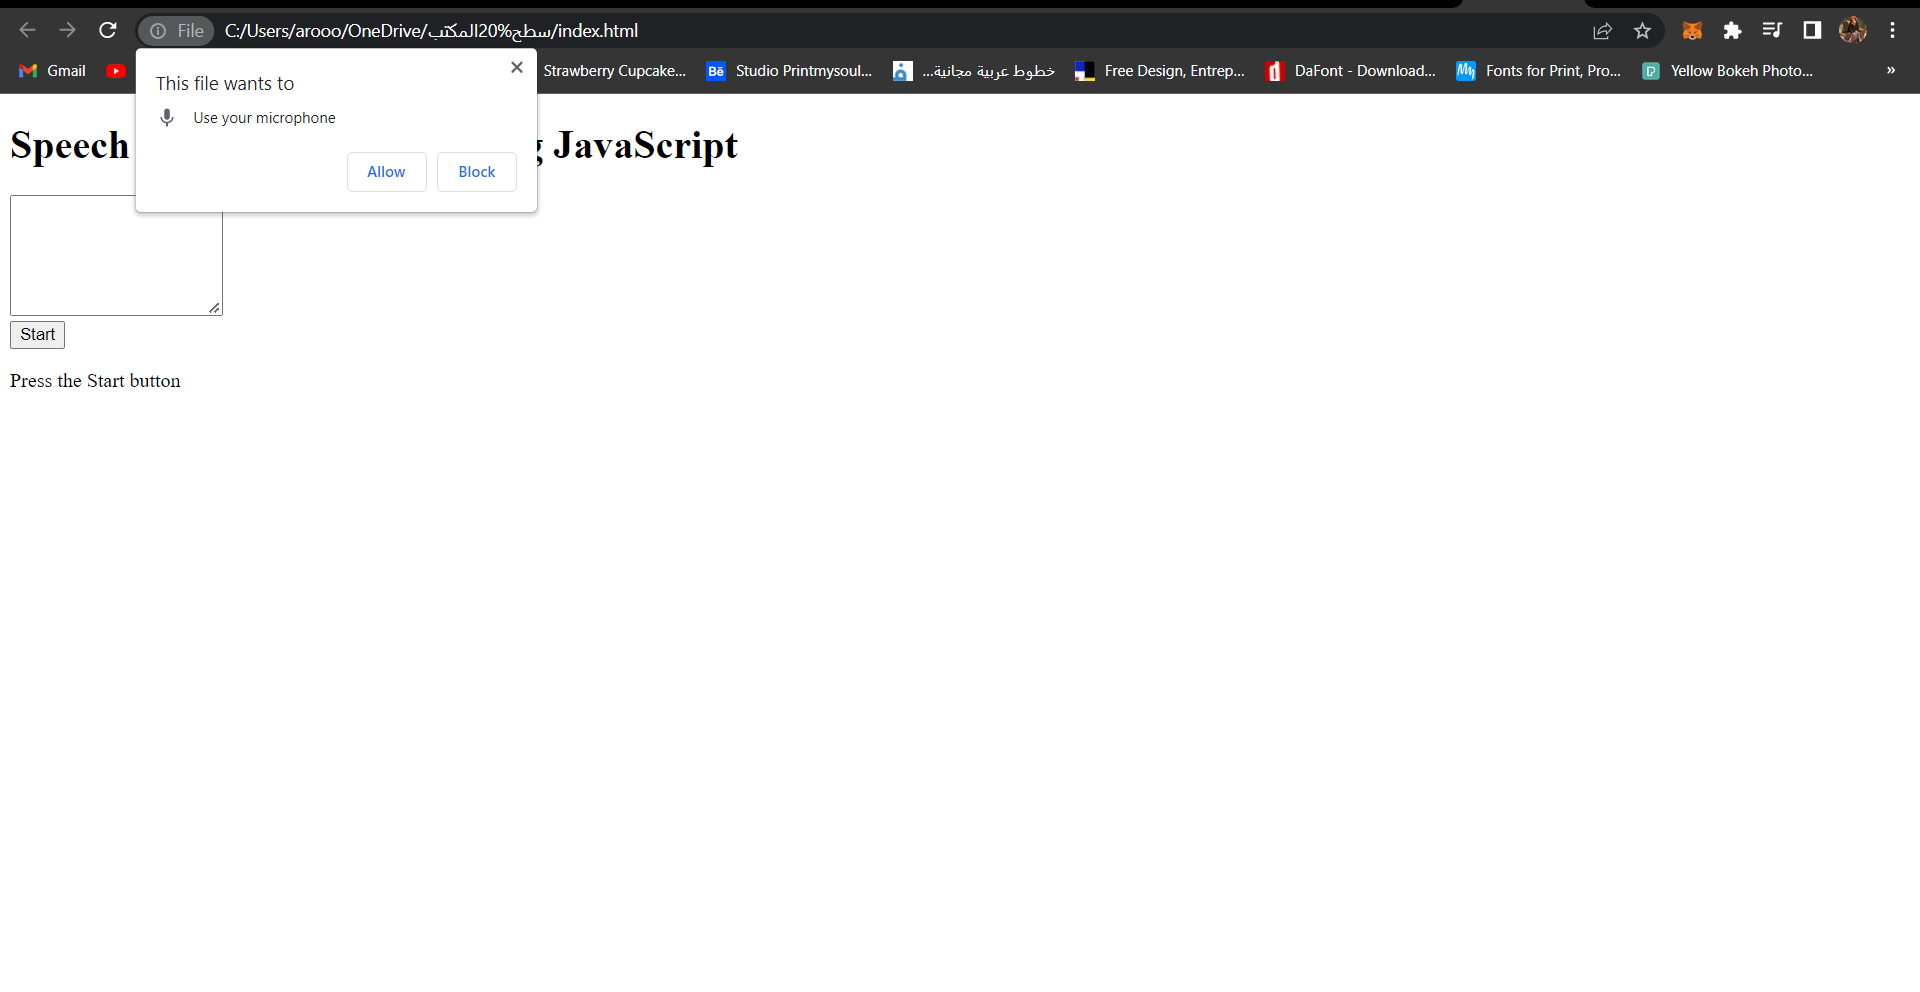 File C:/Users/arooo/OneDrive/سطح%20المكتب/index.html
Gmail Strawberry Cupcake... Bē Studio Printmysoul... خطوط عربية مجانية... Free Design, Entrep... d DaFont - Download... My Fonts for Print, Pro... Yellow Bokeh Photo... »
This file wants to
Use your microphone
Allow Block
Speech g JavaScript
Start
Press the Start button